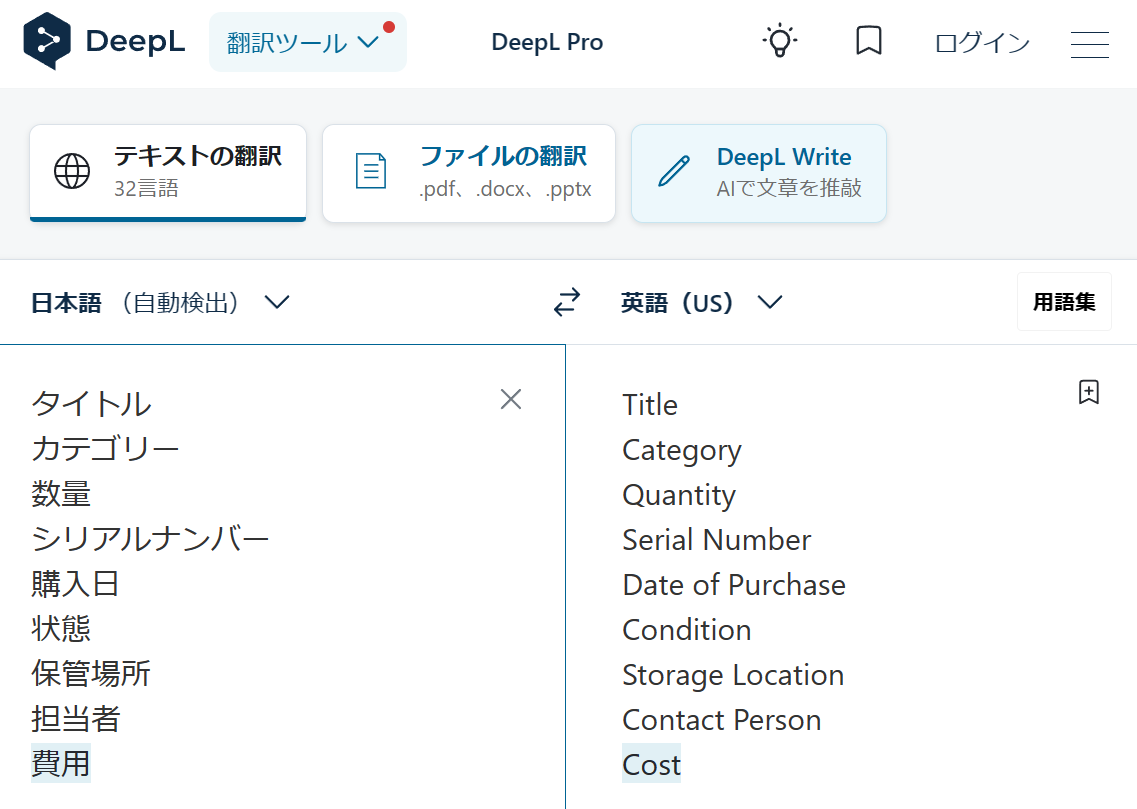 DeepL
翻訳ツール
DeepL Pro
ログイン
テキストの翻訳
32言語
ファイルの翻訳
.pdf、.docx、.pptx
DeepL Write
AIで文章を推敲
日本語 （自動検出）
英語（US）
用語集
タイトル
カテゴリー
数量
シリアルナンバー
購入日
状態
保管場所
担当者
費用
Title
Category
Quantity
Serial Number
Date of Purchase
Condition
Storage Location
Contact Person
Cost